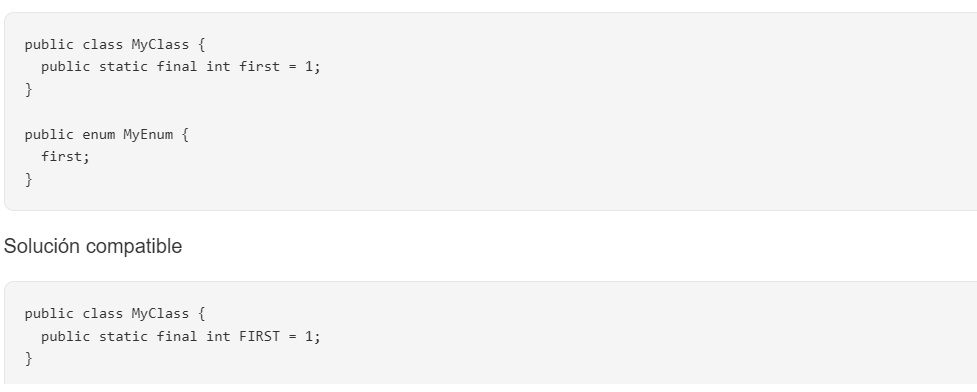 public class MyClass {
  public static final int first = 1;
}
public enum MyEnum {
  first;
}
Solución compatible
public class MyClass {
  public static final int FIRST = 1;
}